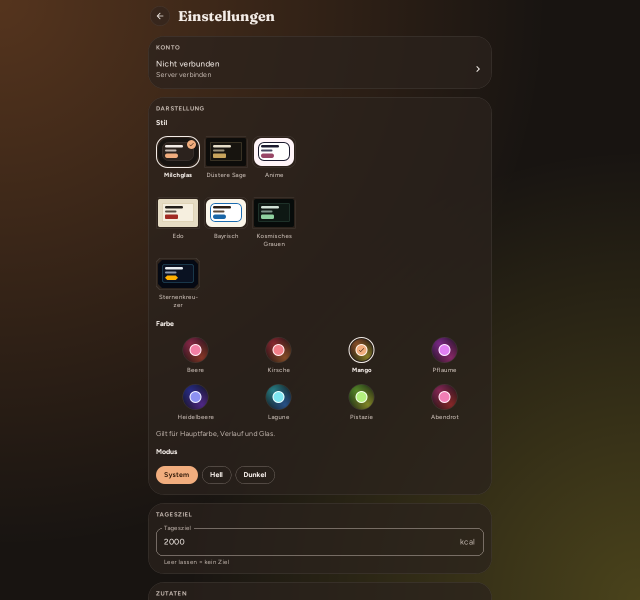 Einstellungen
KONTO
Nicht verbunden
Server verbinden
DARSTELLUNG
Stil
Milchglas
Düstere Sage
Anime
Edo
Bayrisch
Kosmisches
Grauen
Sternenkreu-
zer
Farbe
Beere
Kirsche
Mango
Pflaume
Heidelbeere
Lagune
Pistazie
Abendrot
Gilt für Hauptfarbe, Verlauf und Glas.
Modus
System
Hell
Dunkel
TAGESZIEL
Tagesziel
2000 kcal
Leer lassen = kein Ziel
ZUTATEN